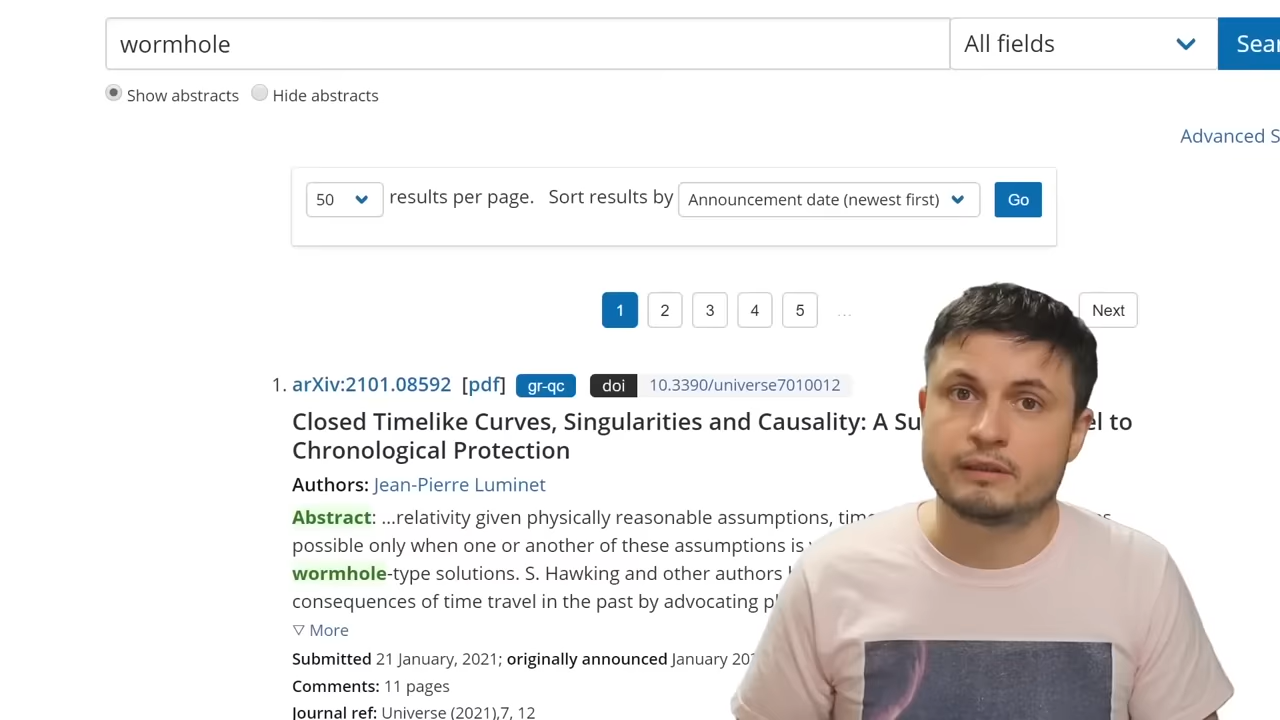 wormhole All fields
Show abstracts Hide abstracts
Advanced
50 results per page. Sort results by Announcement date (newest first) Go
1 2 3 4 5 ... Next
1. arXiv:2101.08592 [pdf] gr-qc doi 10.3390/universe7010012
Closed Timelike Curves, Singularities and Causality: A to
Chronological Protection
Authors: Jean-Pierre Luminet
Abstract: ...relativity given physically reasonable assumptions,
possible only when one or another of these assumptions is
wormhole-type solutions. S. Hawking and other authors
consequences of time travel in the past by advocating
▽ More
Submitted 21 January, 2021; originally announced January
Comments: 11 pages
Journal ref: Universe (2021),7, 12